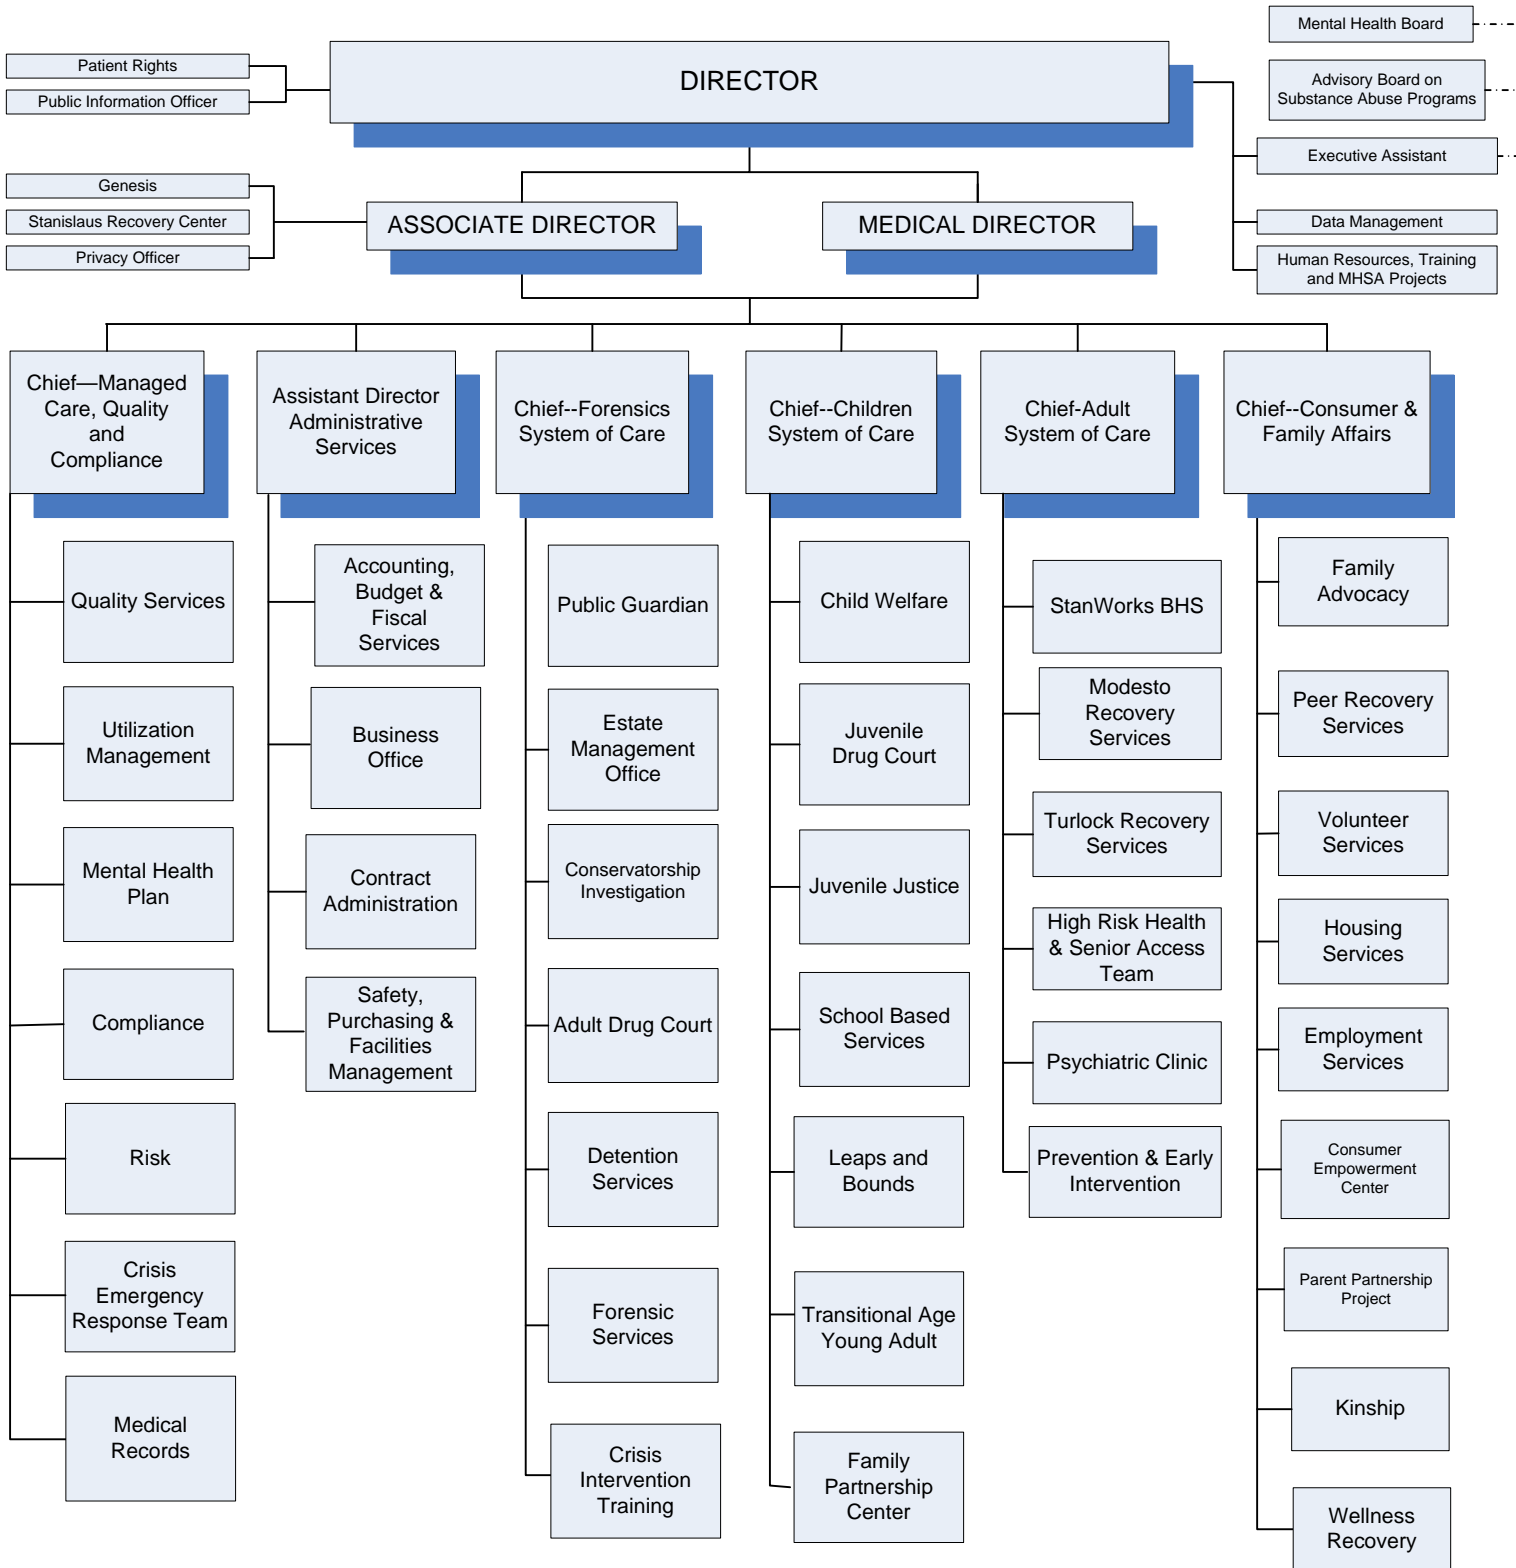 Mental Health Board
Patient Rights
DIRECTOR
Advisory Board on
Substance Abuse Programs
Public Information Officer
Executive Assistant
Genesis
Stanislaus Recovery Center
Privacy Officer
ASSOCIATE DIRECTOR
MEDICAL DIRECTOR
Data Management
Human Resources, Training
and MHSA Projects
Chief—Managed
Care, Quality
and
Compliance
Assistant Director
Administrative
Services
Chief--Forensics
System of Care
Chief--Children
System of Care
Chief-Adult
System of Care
Chief--Consumer &
Family Affairs
Quality Services
Utilization
Management
Mental Health
Plan
Compliance
Risk
Crisis
Emergency
Response Team
Medical
Records
Accounting,
Budget &
Fiscal
Services
Business
Office
Contract
Administration
Safety,
Purchasing &
Facilities
Management
Public Guardian
Estate
Management
Office
Conservatorship
Investigation
Adult Drug Court
Detention
Services
Forensic
Services
Crisis
Intervention
Training
Child Welfare
Juvenile
Drug Court
Juvenile Justice
School Based
Services
Leaps and
Bounds
Transitional Age
Young Adult
Family
Partnership
Center
StanWorks BHS
Modesto
Recovery
Services
Turlock Recovery
Services
High Risk Health
& Senior Access
Team
Psychiatric Clinic
Prevention & Early
Intervention
Family
Advocacy
Peer Recovery
Services
Volunteer
Services
Housing
Services
Employment
Services
Consumer
Empowerment
Center
Parent Partnership
Project
Kinship
Wellness
Recovery